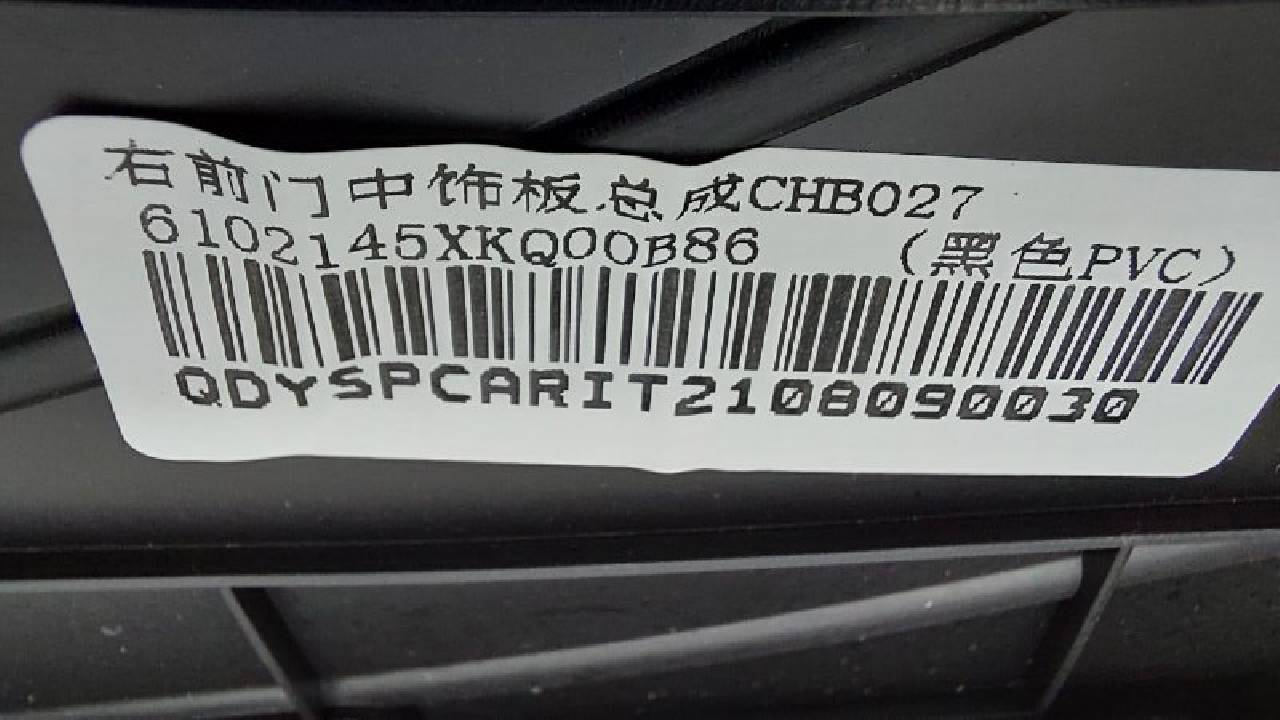 右前门中饰板总成CHB027
6102145XKQ00B86 (黑色PVC)
QDYSPCARIT2108090030